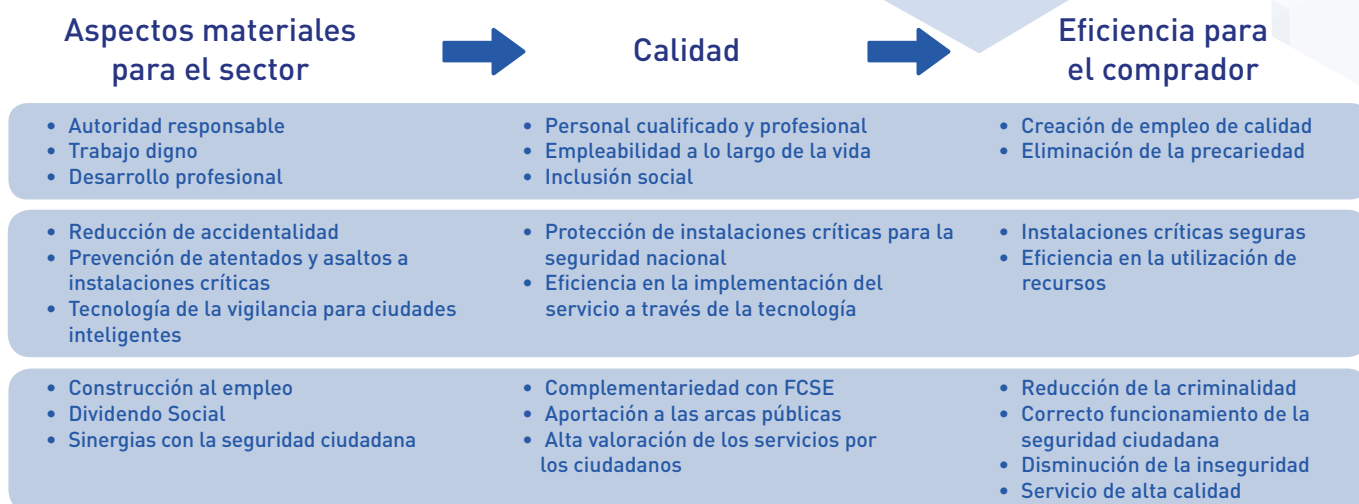 Aspectos materiales
para el sector
Calidad
Eficiencia para
el comprador
• Autoridad responsable
• Trabajo digno
• Desarrollo profesional
• Personal cualificado y profesional
• Empleabilidad a lo largo de la vida
• Inclusión social
• Creación de empleo de calidad
• Eliminación de la precariedad
• Reducción de accidentalidad
• Prevención de atentados y asaltos a
instalaciones críticas
• Tecnología de la vigilancia para ciudades
inteligentes
• Protección de instalaciones críticas para la
seguridad nacional
• Eficiencia en la implementación del
servicio a través de la tecnología
• Instalaciones críticas seguras
• Eficiencia en la utilización de
recursos
• Construcción al empleo
• Dividendo Social
• Sinergias con la seguridad ciudadana
• Complementariedad con FCSE
• Aportación a las arcas públicas
• Alta valoración de los servicios por
los ciudadanos
• Reducción de la criminalidad
• Correcto funcionamiento de la
seguridad ciudadana
• Disminución de la inseguridad
• Servicio de alta calidad